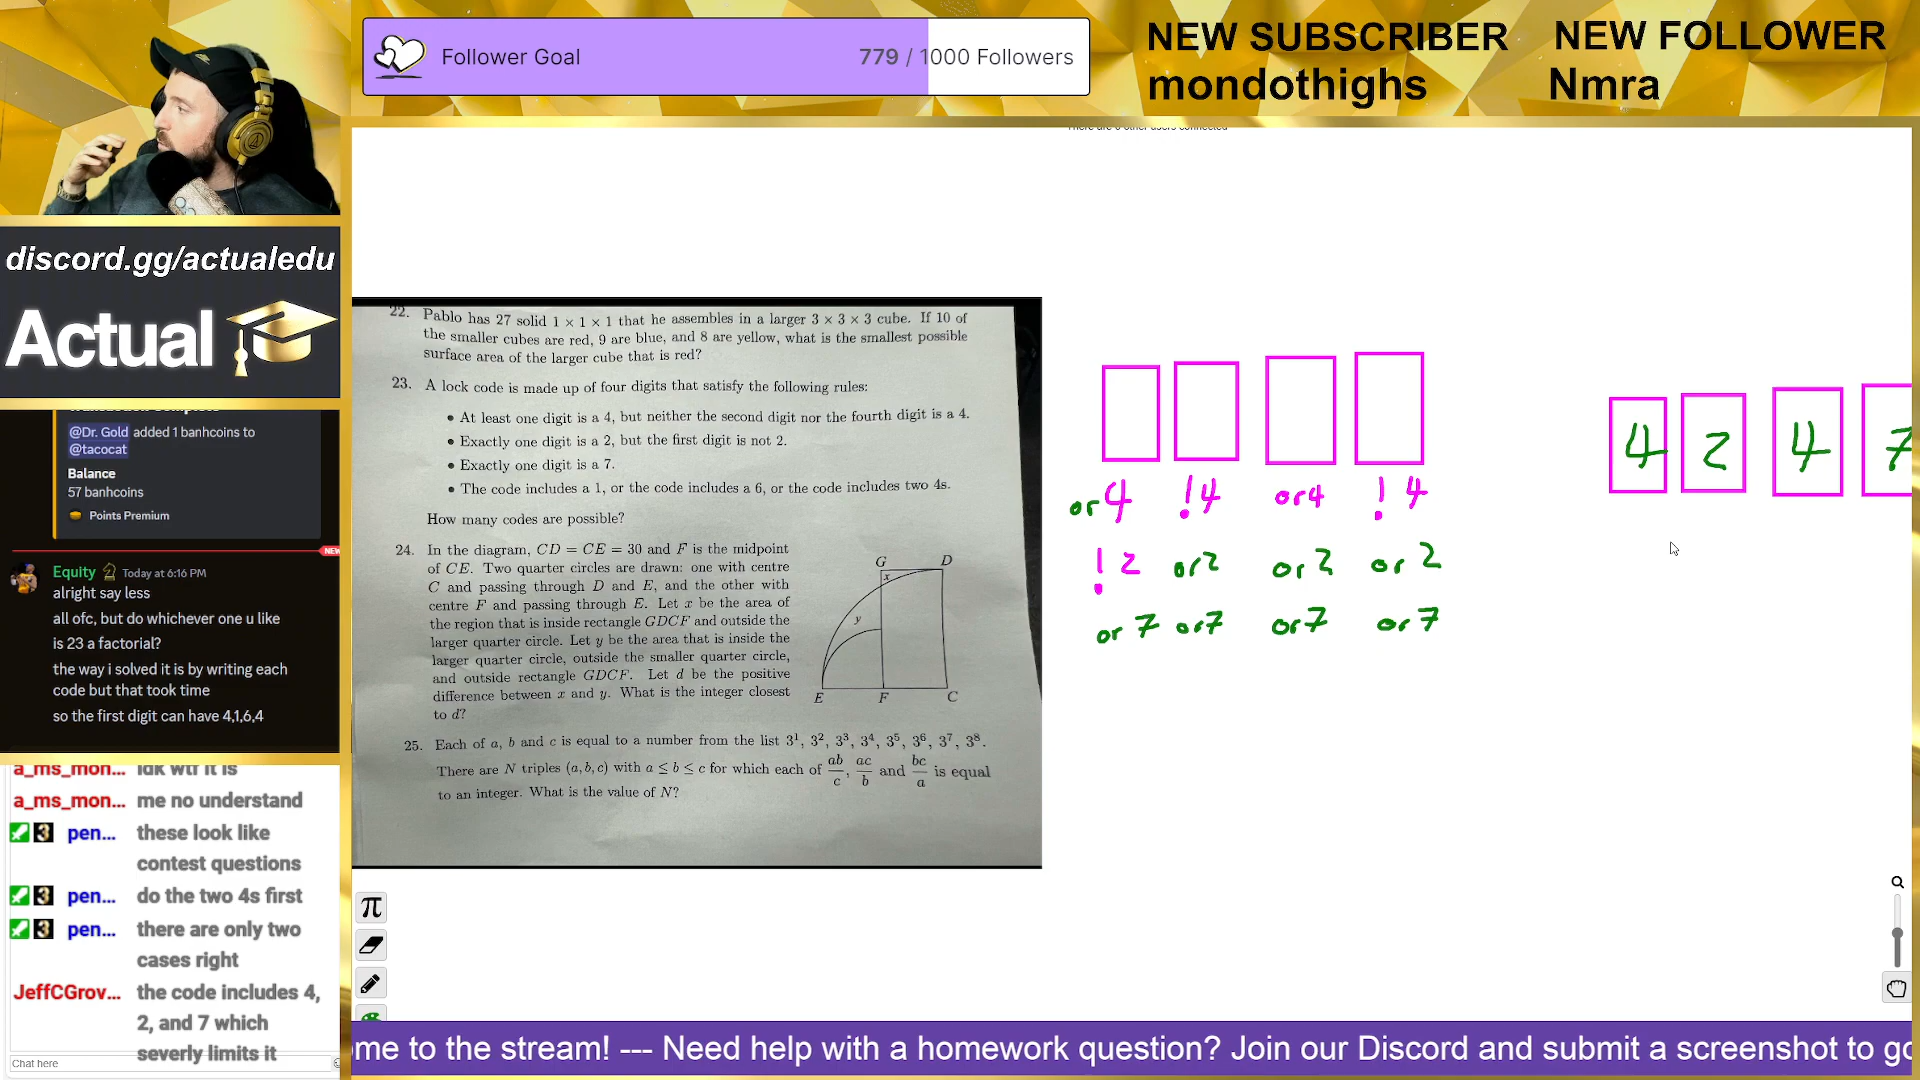 Follower Goal
779 / 1000 Followers
NEW SUBSCRIBER
mondothighs
NEW FOLLOWER
Nmra
discord.gg/actualedu
Actual
@Dr. Gold added 1 banhcoins to
@tacocat
Balance
57 banhcoins
Points Premium
NEW
Equity Today at 6:16 PM
alright say less
all ofc, but do whichever one u like
is 23 a factorial?
the way i solved it is by writing each
code but that took time
so the first digit can have 4,1,6,4
a_ms_mon... idk wtf it is
a_ms_mon... me no understand
pen... these look like
contest questions
pen... do the two 4s first
pen... there are only two
cases right
JeffCGrov... the code includes 4,
2, and 7 which
severly limits it
Chat here
22. Pablo has 27 solid 1 × 1 × 1 that he assembles in a larger 3 × 3 × 3 cube. If 10 of
the smaller cubes are red, 9 are blue, and 8 are yellow, what is the smallest possible
surface area of the larger cube that is red?
23. A lock code is made up of four digits that satisfy the following rules:
• At least one digit is a 4, but neither the second digit nor the fourth digit is a 4.
• Exactly one digit is a 2, but the first digit is not 2.
• Exactly one digit is a 7.
• The code includes a 1, or the code includes a 6, or the code includes two 4s.
How many codes are possible?
24. In the diagram, CD = CE = 30 and F is the midpoint
of CE. Two quarter circles are drawn: one with centre
C and passing through D and E, and the other with
centre F and passing through E. Let x be the area of
the region that is inside rectangle GDCF and outside the
larger quarter circle. Let y be the area that is inside the
larger quarter circle, outside the smaller quarter circle,
and outside rectangle GDCF. Let d be the positive
difference between x and y. What is the integer closest
to d?
G D
x
y
E F C
25. Each of a, b and c is equal to a number from the list 3¹, 3², 3³, 3⁴, 3⁵, 3⁶, 3⁷, 3⁸.
There are N triples (a, b, c) with a ≤ b ≤ c for which each of ab/c, ac/b and bc/a is equal
to an integer. What is the value of N?
or 4 !4 or4 ! 4
! 2 or2 or 2 or 2
or 7 or7 or7 or 7
4 2 4 7
π
ome to the stream! --- Need help with a homework question? Join our Discord and submit a screenshot to go